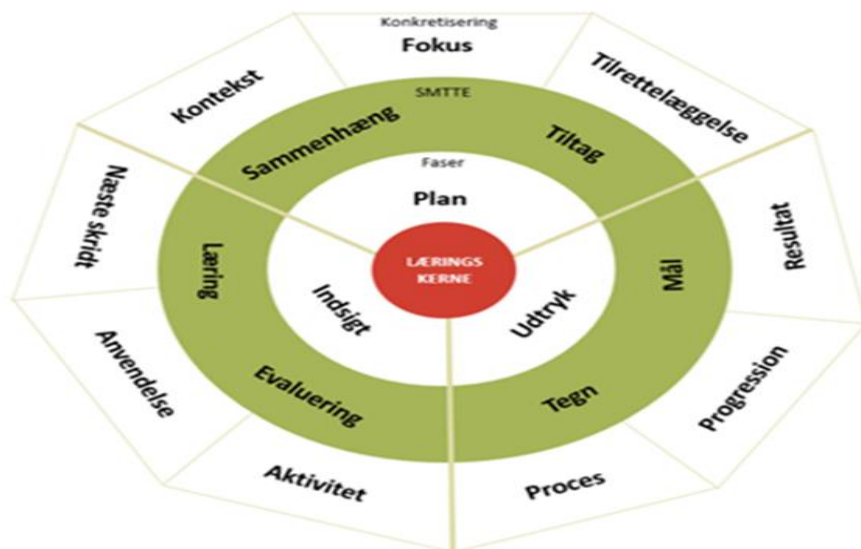 Konkretisering
Fokus
Kontekst
Tilrettelæggelse
SMTTE
Sammenhæng
Tiltag
Faser
Plan
Næste skridt
Læring
LÆRINGS
KERNE
Mål
Resultat
Indsigt
Udtryk
Anvendelse
Evaluering
Tegn
Progression
Aktivitet
Proces